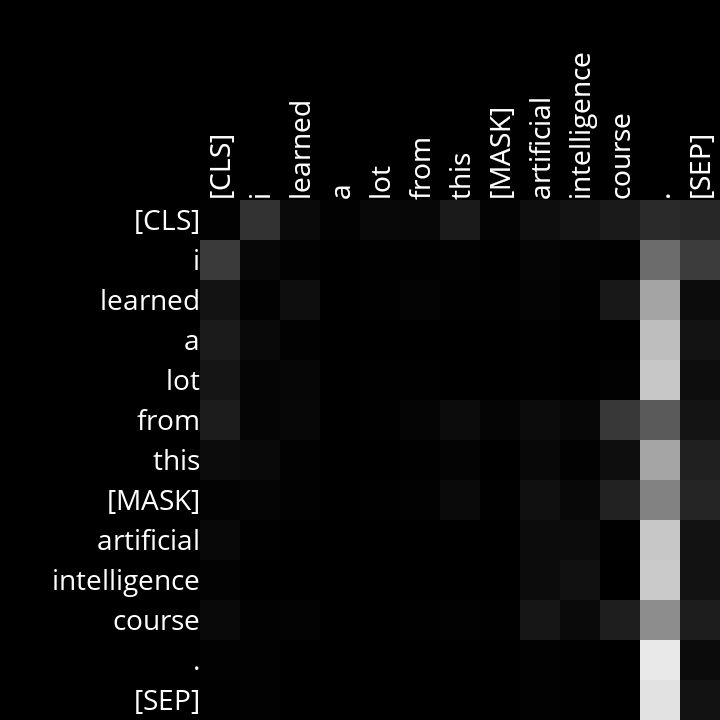 [CLS] i learned a lot from this [MASK] artificial intelligence course . [SEP]
[CLS]
i
learned
a
lot
from
this
[MASK]
artificial
intelligence
course
.
[SEP]